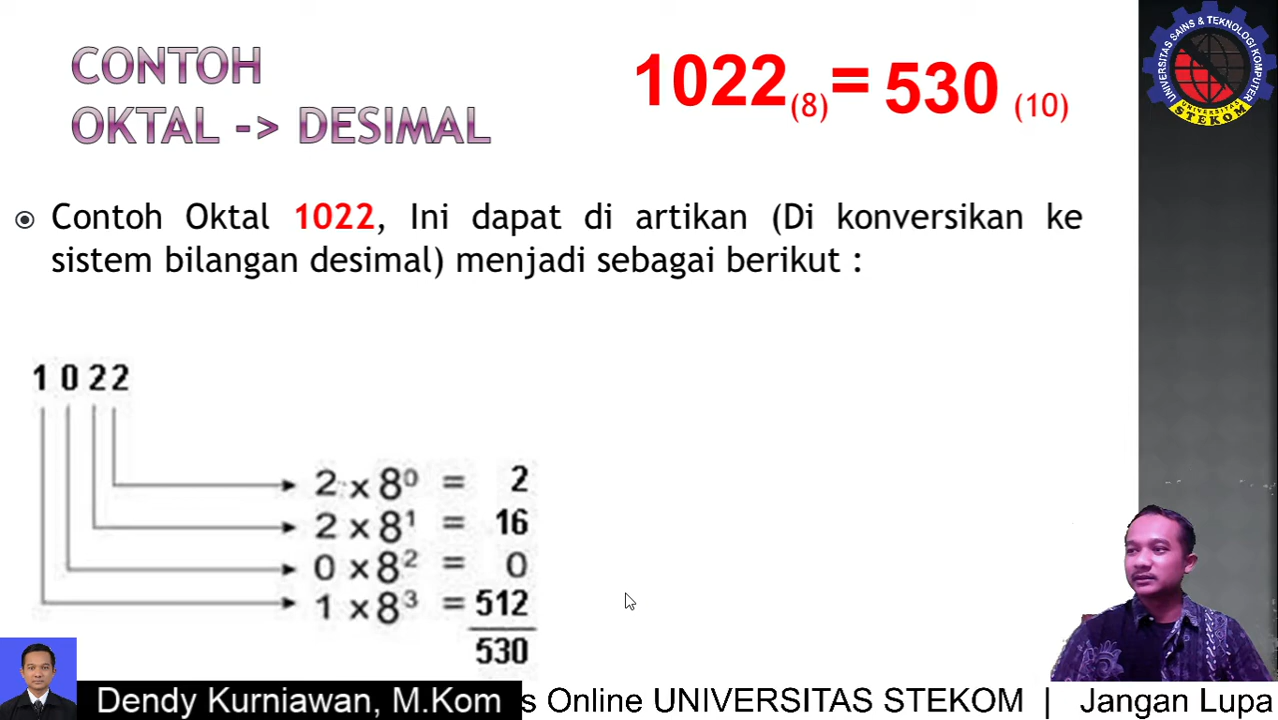 CONTOH
OKTAL -> DESIMAL
1022(8) = 530 (10)
UNIVERSITAS SAINS & TEKNOLOGI KOMPUTER
UNIVERSITAS
STEKOM
Contoh Oktal 1022, Ini dapat di artikan (Di konversikan ke
sistem bilangan desimal) menjadi sebagai berikut :
1 0 2 2
2 x 8⁰ = 2
2 x 8¹ = 16
0 x 8² = 0
1 x 8³ = 512
530
Dendy Kurniawan, M.Kom
s Online UNIVERSITAS STEKOM | Jangan Lupa